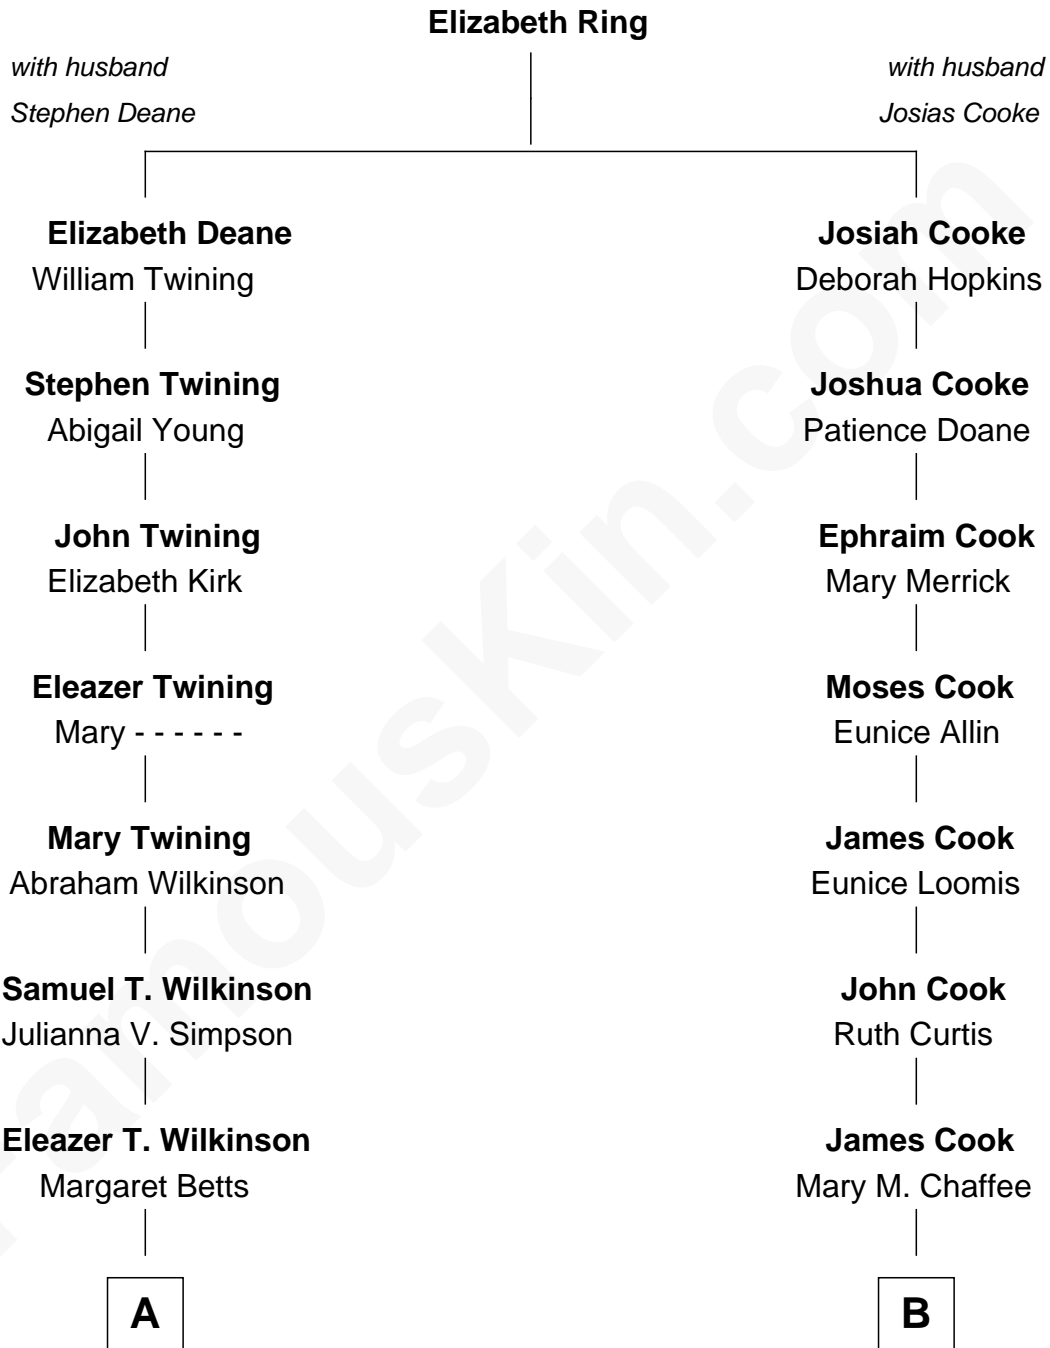 Elizabeth Ring
with husband
Stephen Deane
with husband
Josias Cooke
Elizabeth Deane
William Twining
Josiah Cooke
Deborah Hopkins
Stephen Twining
Abigail Young
Joshua Cooke
Patience Doane
John Twining
Elizabeth Kirk
Ephraim Cook
Mary Merrick
Eleazer Twining
Mary - - - - - -
Moses Cook
Eunice Allin
Mary Twining
Abraham Wilkinson
James Cook
Eunice Loomis
Samuel T. Wilkinson
Julianna V. Simpson
John Cook
Ruth Curtis
Eleazer T. Wilkinson
Margaret Betts
James Cook
Mary M. Chaffee
A
B
FamousKin.com